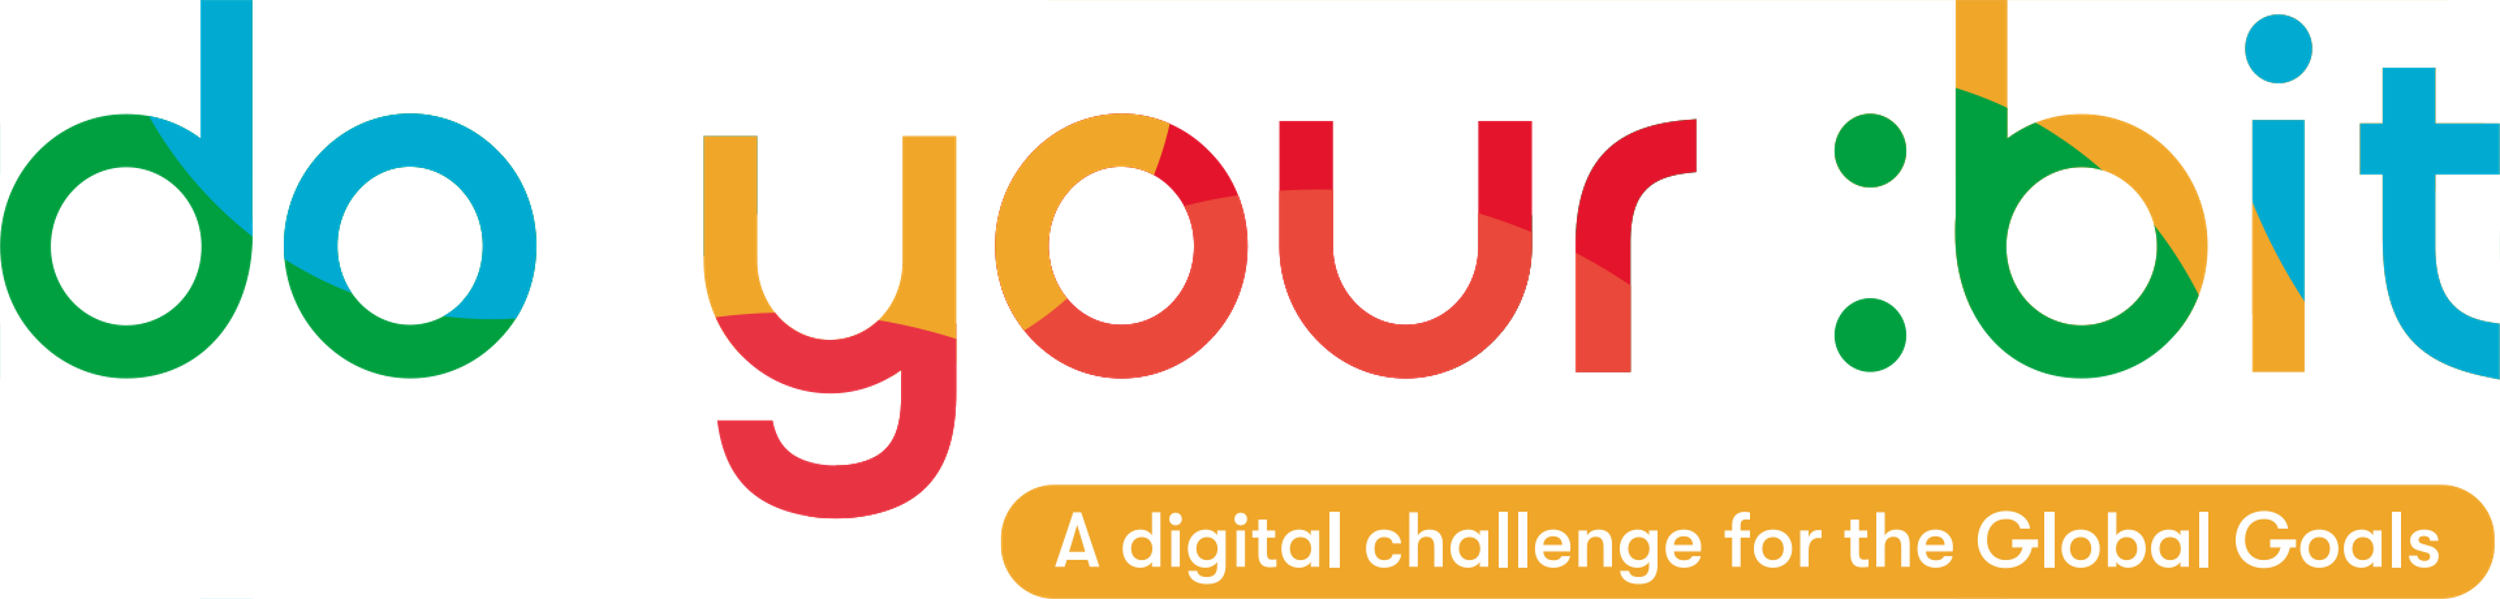 do your :bit
A digital challenge for the Global Goals